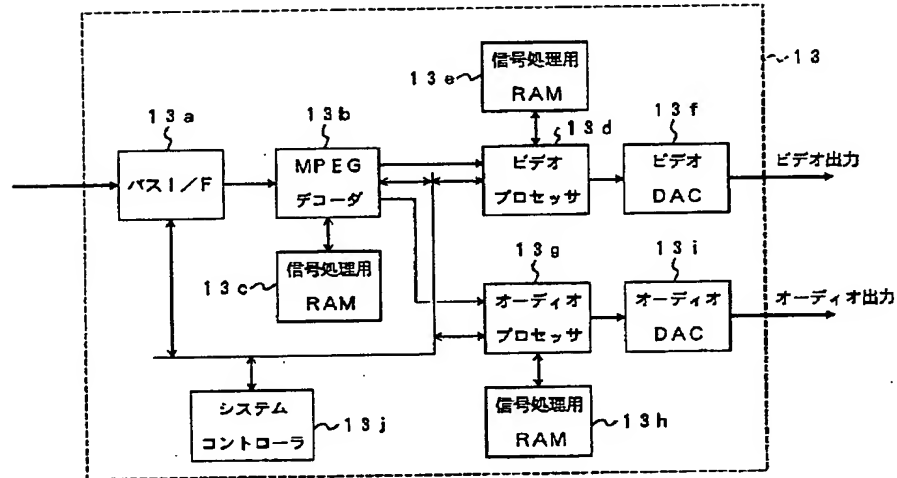 信号処理用
RAM
13e
13
13a
13b
13d
13f
バスI/F
MPEG
デコーダ
ビデオ
プロセッサ
ビデオ
DAC
ビデオ出力
13c
信号処理用
RAM
13g
13i
オーディオ
プロセッサ
オーディオ
DAC
オーディオ出力
システム
コントローラ
13j
信号処理用
RAM
13h